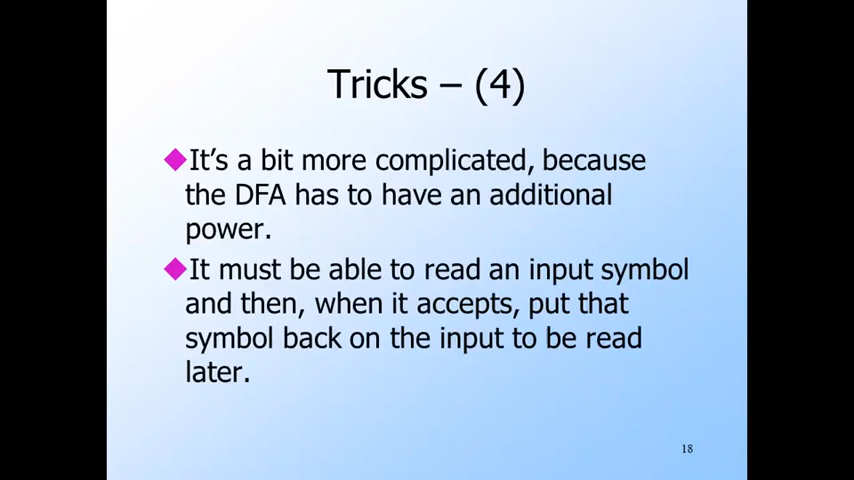 Tricks – (4)
It’s a bit more complicated, because
the DFA has to have an additional
power.
It must be able to read an input symbol
and then, when it accepts, put that
symbol back on the input to be read
later.
18